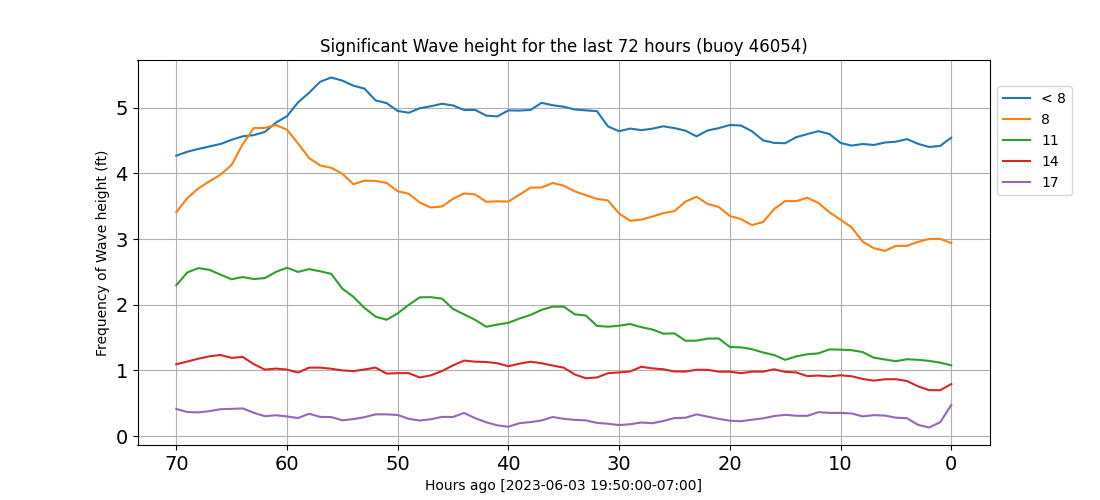 Significant Wave height for the last 72 hours (buoy 46054)
Frequency of Wave height (ft)
5
4
3
2
1
0
70 60 50 40 30 20 10 0
Hours ago [2023-06-03 19:50:00-07:00]
< 8
8
11
14
17